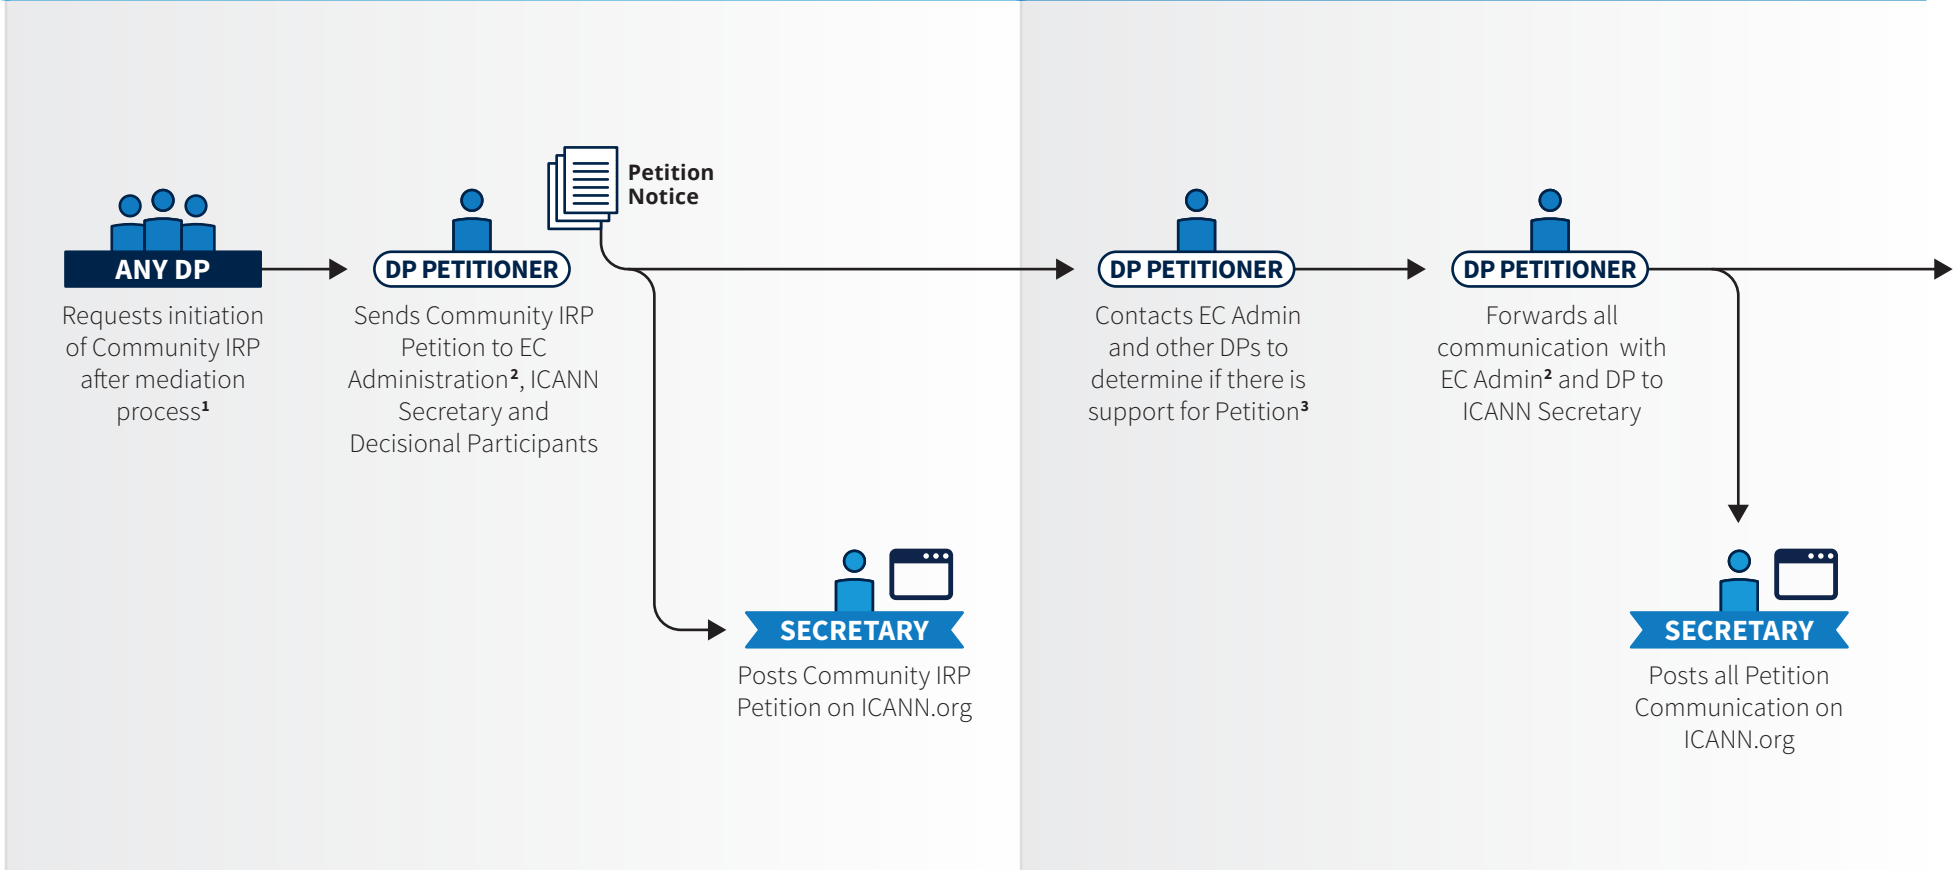 Petition
Notice
ANY DP
Requests initiation
of Community IRP
after mediation
process1
DP PETITIONER
Sends Community IRP
Petition to EC
Administration2, ICANN
Secretary and
Decisional Participants
SECRETARY
Posts Community IRP
Petition on ICANN.org
DP PETITIONER
Contacts EC Admin
and other DPs to
determine if there is
support for Petition3
DP PETITIONER
Forwards all
communication with
EC Admin2 and DP to
ICANN Secretary
SECRETARY
Posts all Petition
Communication on
ICANN.org